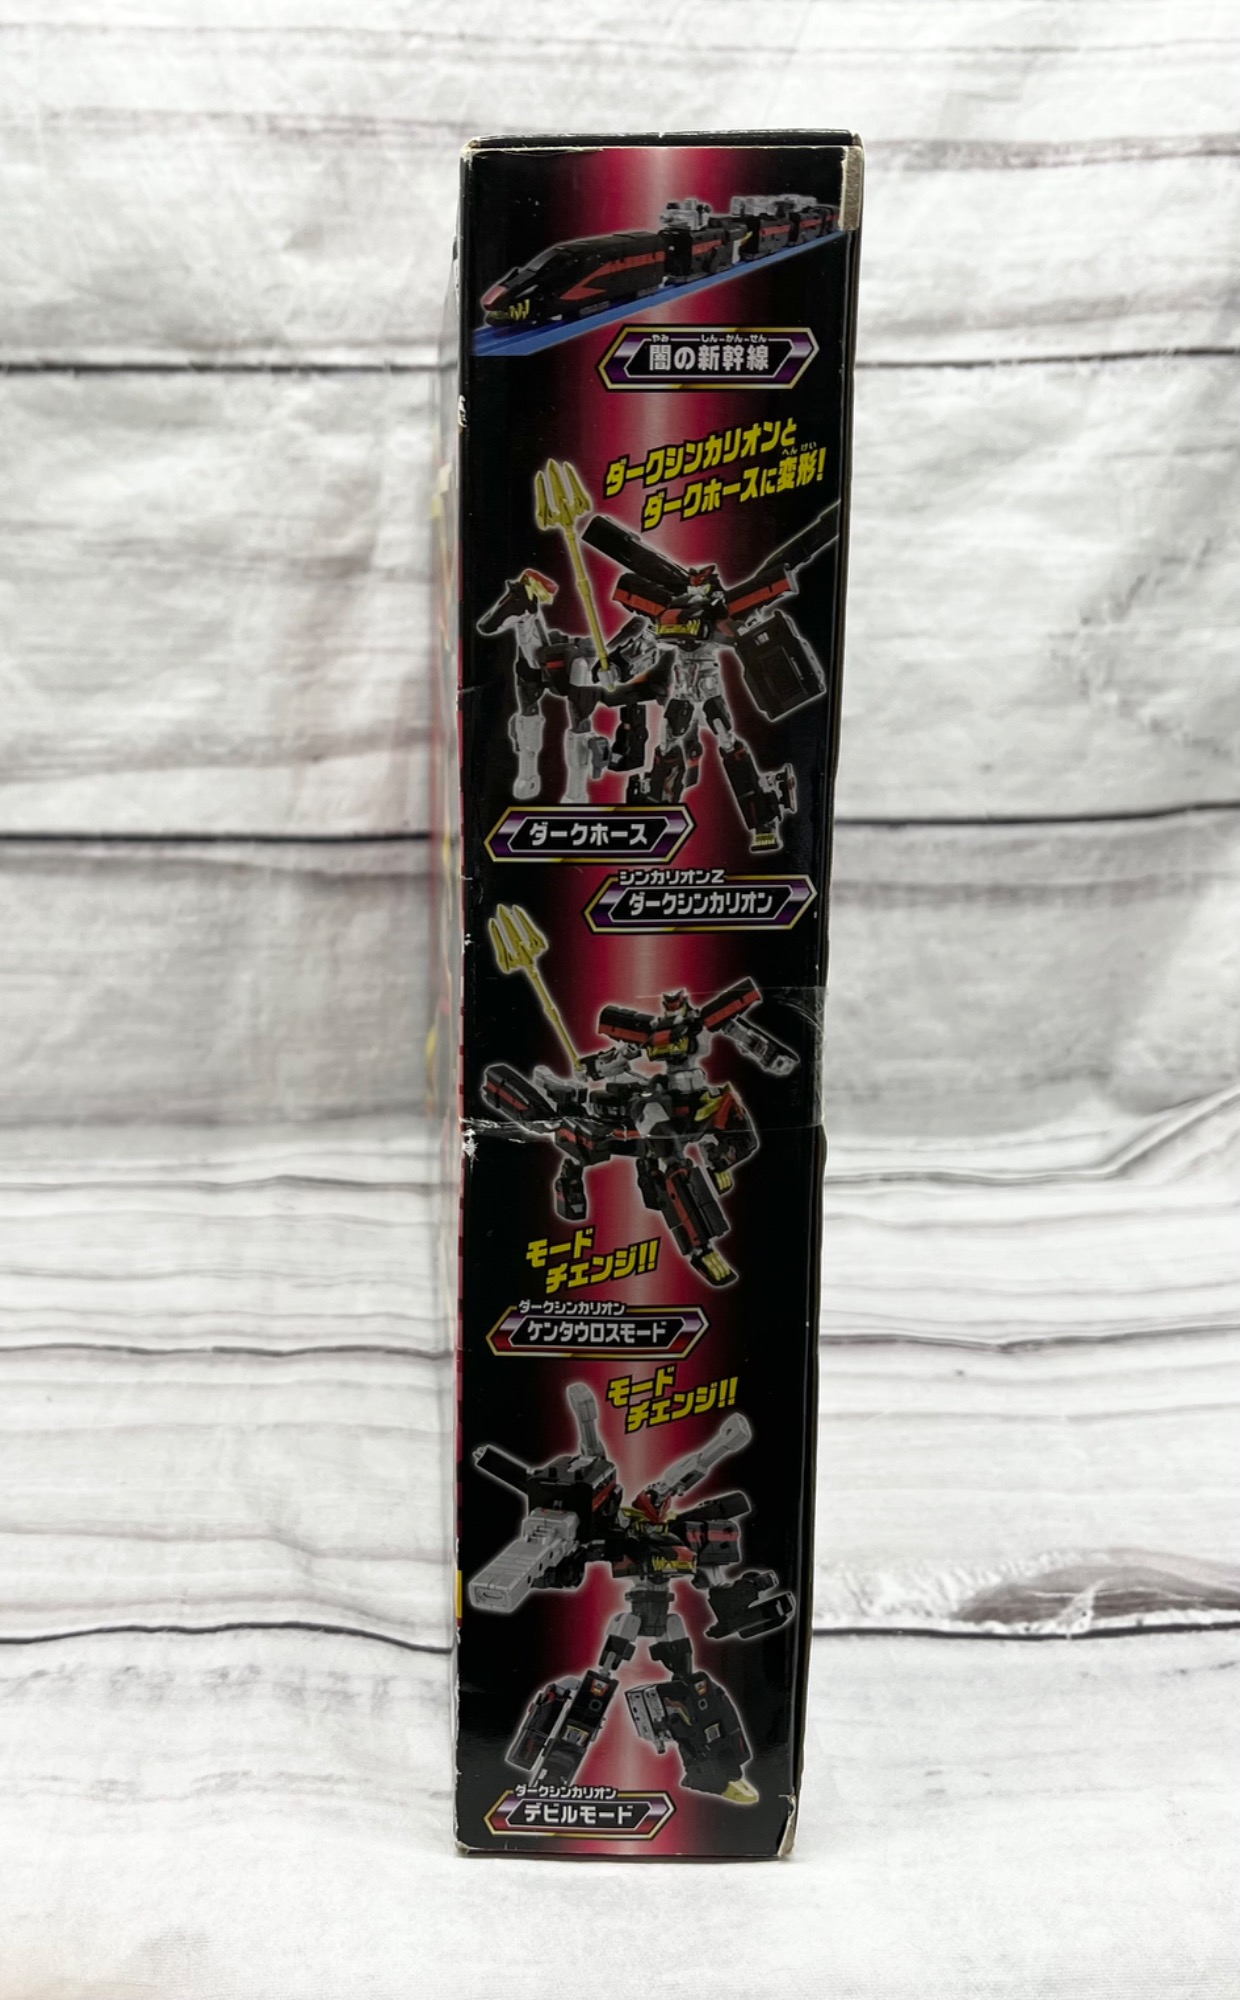 やみ しん-かん-せん
闇の新幹線
ダークシンカリオンと
へん けい
ダークホースに変形!
ダークホース
シンカリオンZ
ダークシンカリオン
モード
チェンジ!!
ダークシンカリオン
ケンタウロスモード
モード
チェンジ!!
ダークシンカリオン
デビルモード